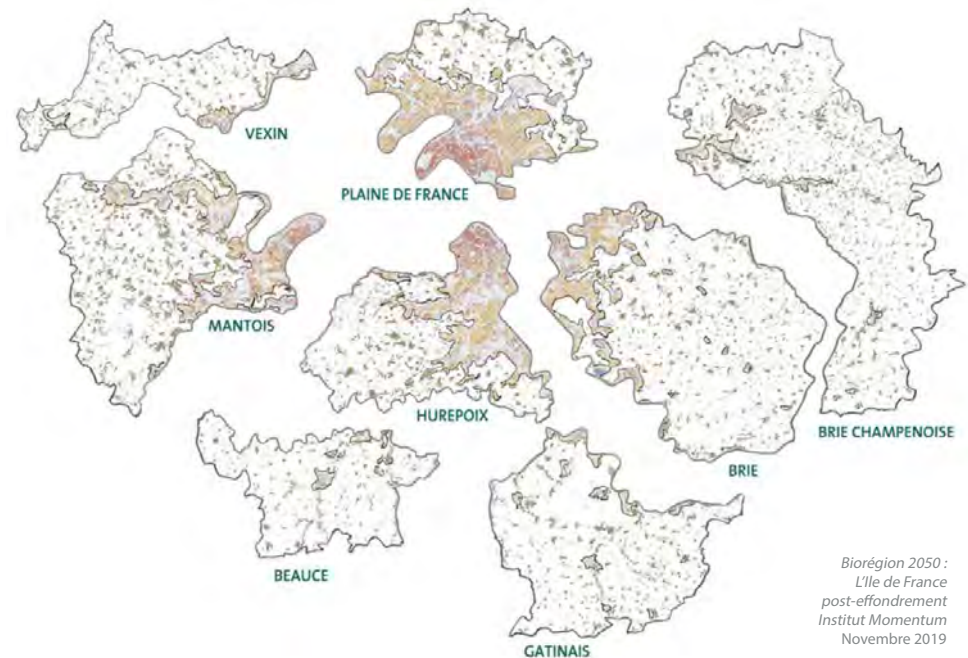 VEXIN
PLAINE DE FRANCE
MANTOIS
HUREPOIX
BRIE CHAMPENOISE
BRIE
BEAUCE
GATINAIS
Biorégion 2050 :
L'Ile de France
post-effondrement
Institut Momentum
Novembre 2019